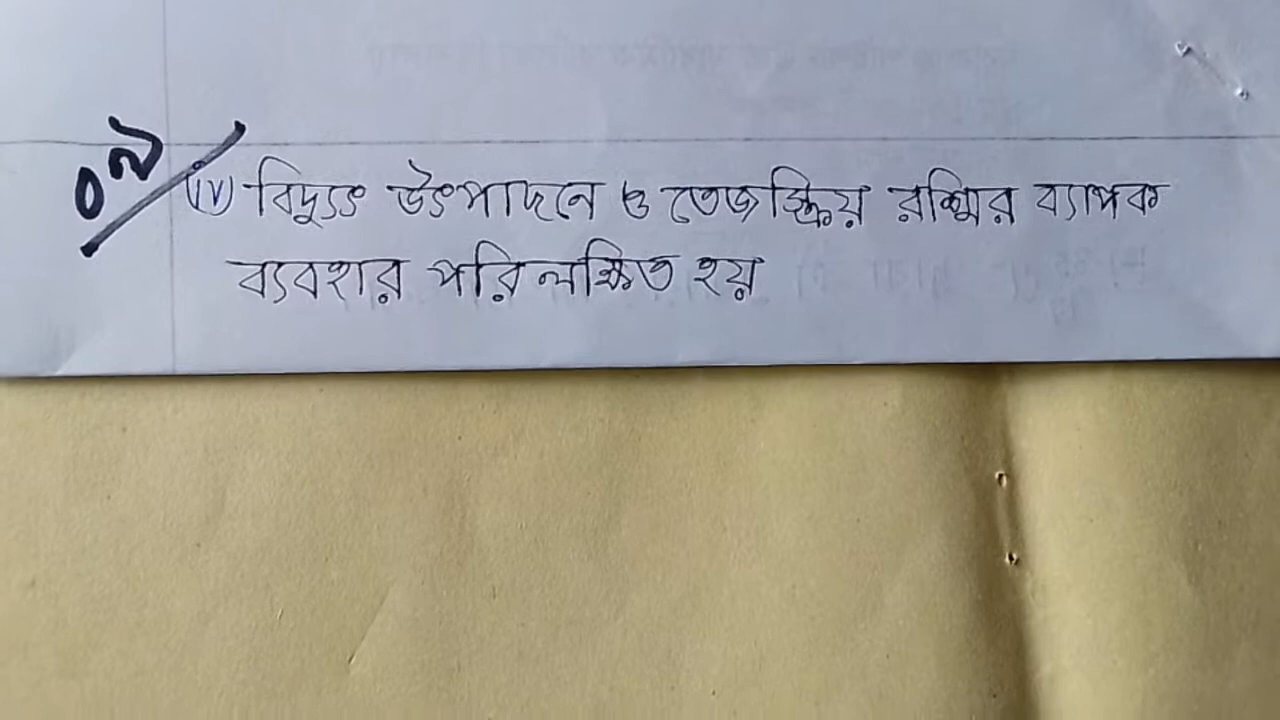 ০৯/ (iv) বিদ্যুৎ উৎপাদনে ও তেজস্ক্রিয় রশ্মির ব্যাপক
ব্যবহার পরিলক্ষিত হয়